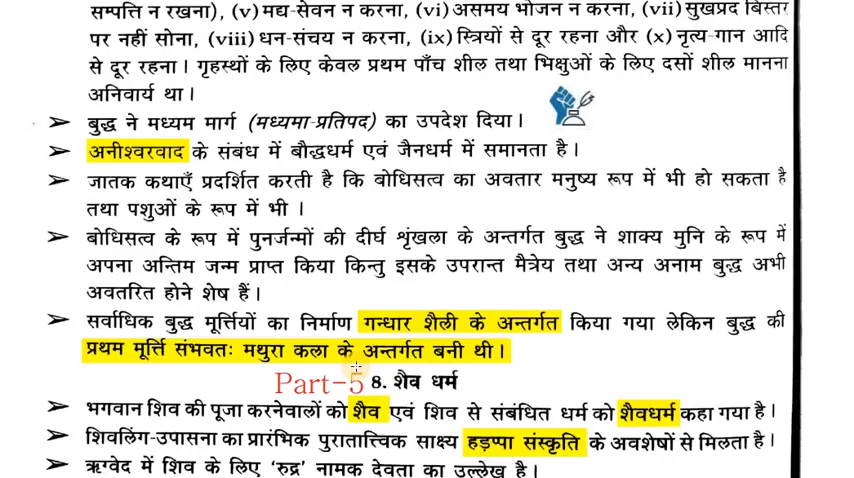 सम्पत्ति न रखना), (v) मद्य-सेवन न करना, (vi) असमय भोजन न करना, (vii) सुखप्रद बिस्तर
पर नहीं सोना, (viii) धन-संचय न करना, (ix) स्त्रियों से दूर रहना और (x) नृत्य-गान आदि
से दूर रहना। गृहस्थों के लिए केवल प्रथम पाँच शील तथा भिक्षुओं के लिए दसों शील मानना
अनिवार्य था।
➢ बुद्ध ने मध्यम मार्ग (मध्यमा-प्रतिपद) का उपदेश दिया।
➢ अनीश्वरवाद के संबंध में बौद्धधर्म एवं जैनधर्म में समानता है।
➢ जातक कथाएँ प्रदर्शित करती है कि बोधिसत्व का अवतार मनुष्य रूप में भी हो सकता है
तथा पशुओं के रूप में भी ।
➢ बोधिसत्व के रूप में पुनर्जन्मों की दीर्घ शृंखला के अन्तर्गत बुद्ध ने शाक्य मुनि के रूप में
अपना अन्तिम जन्म प्राप्त किया किन्तु इसके उपरान्त मैत्रेय तथा अन्य अनाम बुद्ध अभी
अवतरित होने शेष हैं।
➢ सर्वाधिक बुद्ध मूर्त्तियों का निर्माण गन्धार शैली के अन्तर्गत किया गया लेकिन बुद्ध की
प्रथम मूर्त्ति संभवतः मथुरा कला के अन्तर्गत बनी थी।
Part-5 8. शैव धर्म
➢ भगवान शिव की पूजा करनेवालों को शैव एवं शिव से संबंधित धर्म को शैवधर्म कहा गया है।
➢ शिवलिंग-उपासना का प्रारंभिक पुरातात्त्विक साक्ष्य हड़प्पा संस्कृति के अवशेषों से मिलता है।
➢ ऋग्वेद में शिव के लिए ‘रुद्र’ नामक देवता का उल्लेख है।